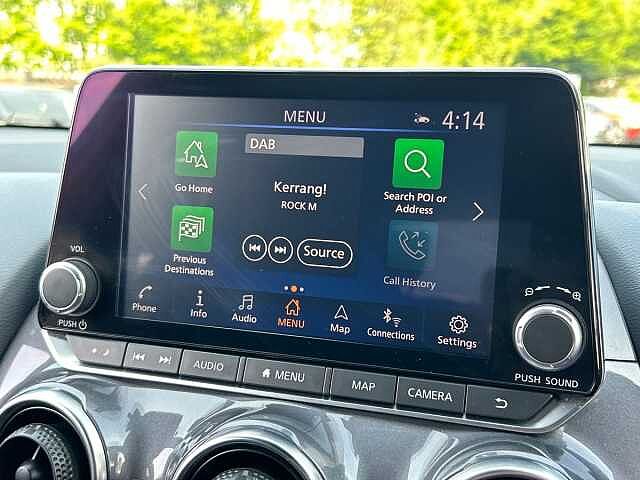 MENU
4:14
DAB
Go Home
Kerrang!
ROCK M
Search POI or
Address
Previous
Destinations
Source
Call History
VOL
PUSH
Phone
Info
Audio
MENU
Map
Connections
Settings
PUSH SOUND
AUDIO
MENU
MAP
CAMERA